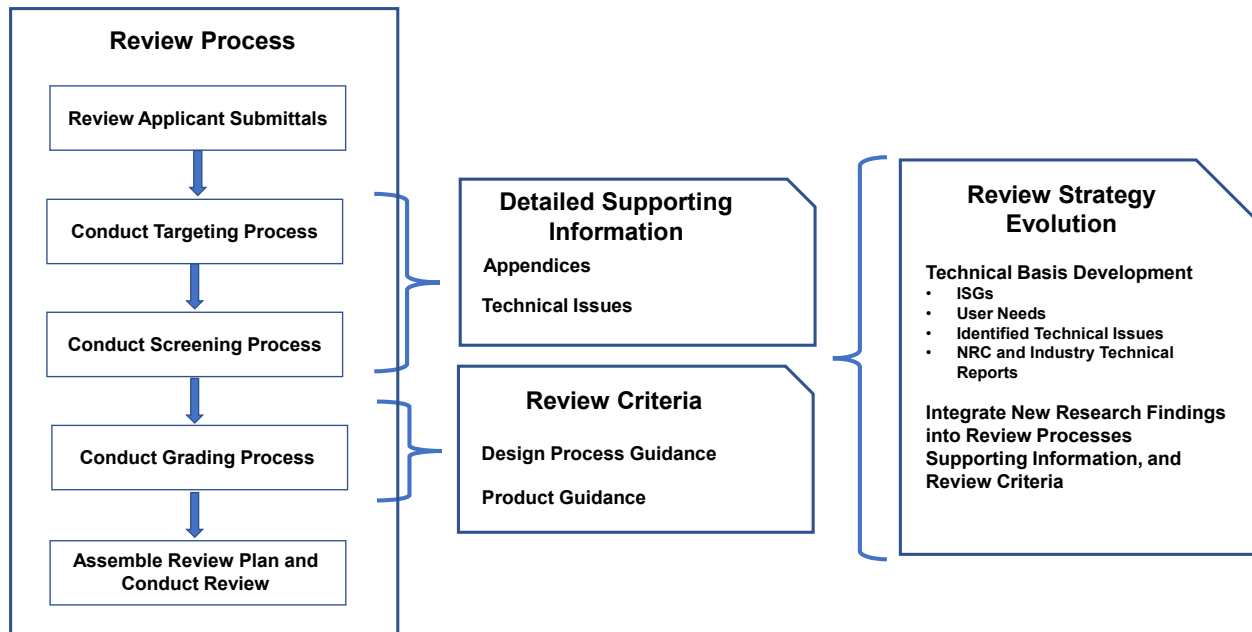 Review Process
Review Applicant Submittals
Conduct Targeting Process
Conduct Screening Process
Conduct Grading Process
Assemble Review Plan and
Conduct Review
Detailed Supporting
Information
Appendices
Technical Issues
Review Criteria
Design Process Guidance
Product Guidance
Review Strategy
Evolution
Technical Basis Development
• ISGs
• User Needs
• Identified Technical Issues
• NRC and Industry Technical
Reports
Integrate New Research Findings
into Review Processes
Supporting Information, and
Review Criteria